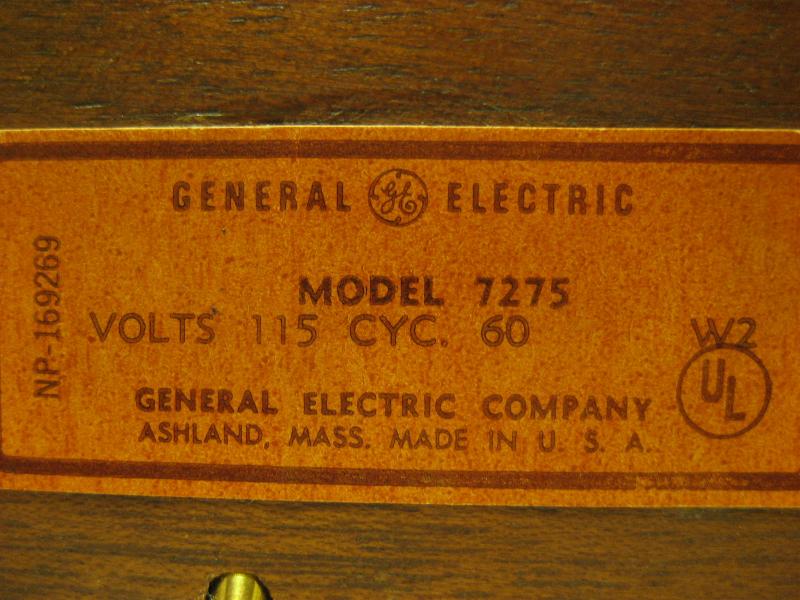 GENERAL GE ELECTRIC
NP-169269
MODEL 7275
VOLTS 115 CYC. 60
W2
UL
GENERAL ELECTRIC COMPANY
ASHLAND, MASS. MADE IN U. S. A.